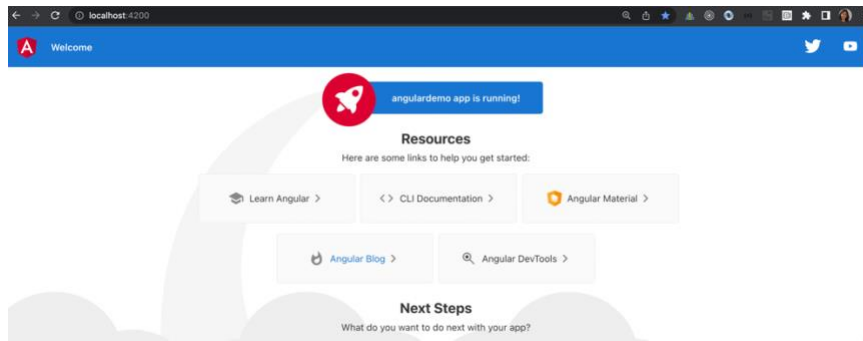 localhost:4200
A
Welcome
angulardemo app is running!
Resources
Here are some links to help you get started:
Learn Angular
CLI Documentation
Angular Material
Angular Blog
Angular DevTools
Next Steps
What do you want to do next with your app?